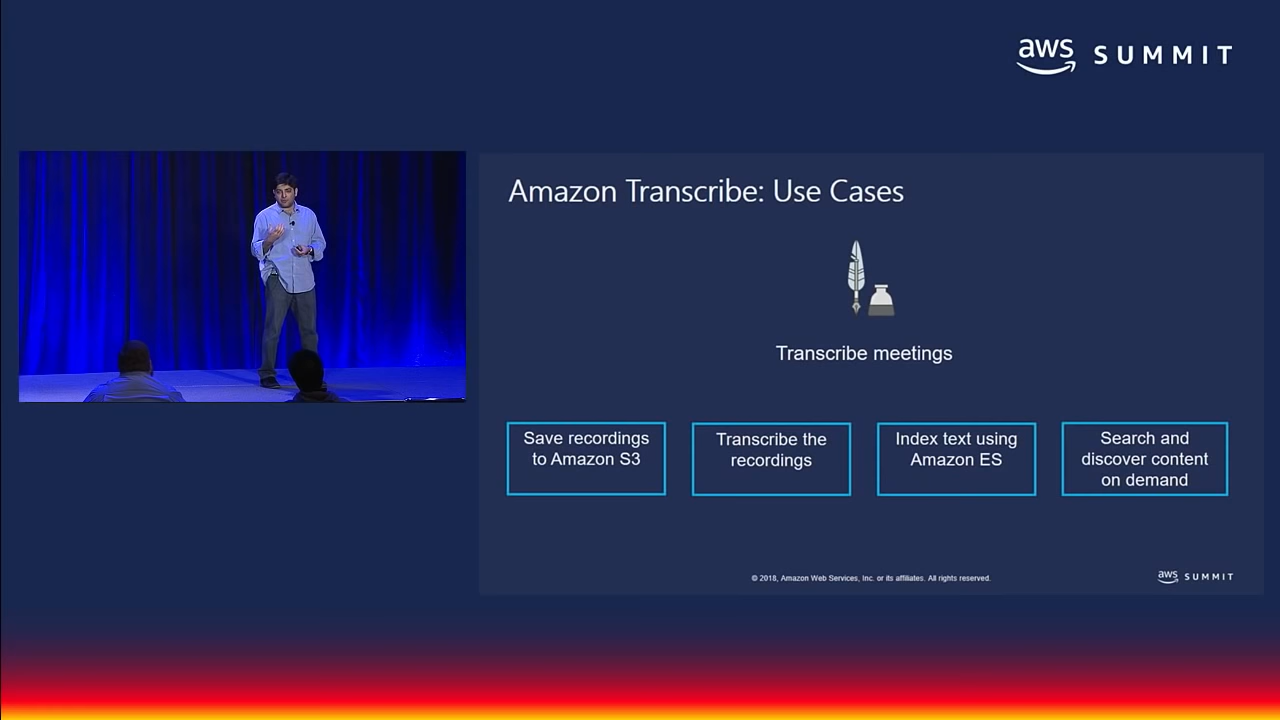 aws SUMMIT
Amazon Transcribe: Use Cases
Transcribe meetings
Save recordings
to Amazon S3
Transcribe the
recordings
Index text using
Amazon ES
Search and
discover content
on demand
© 2018, Amazon Web Services, Inc. or its affiliates. All rights reserved.
aws SUMMIT